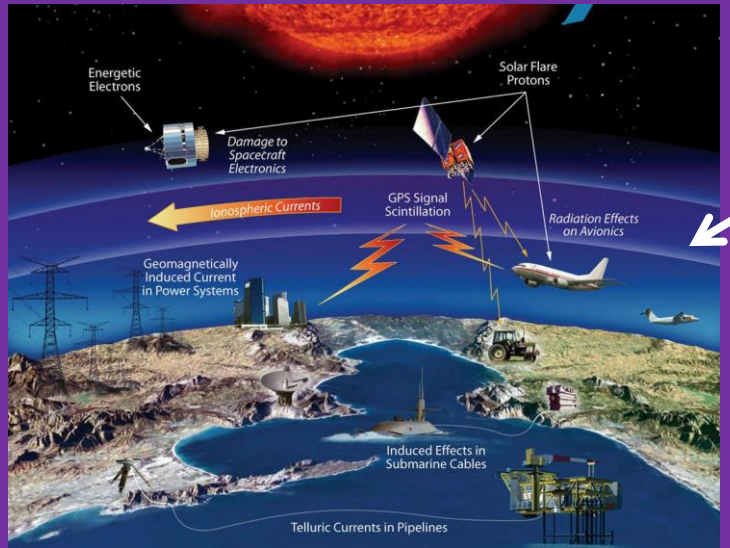 Energetic
Electrons
Solar Flare
Protons
Damage to
Spacecraft
Electronics
Ionospheric Currents
GPS Signal
Scintillation
Radiation Effects
on Avionics
Geomagnetically
Induced Current
in Power Systems
Induced Effects in
Submarine Cables
Telluric Currents in Pipelines